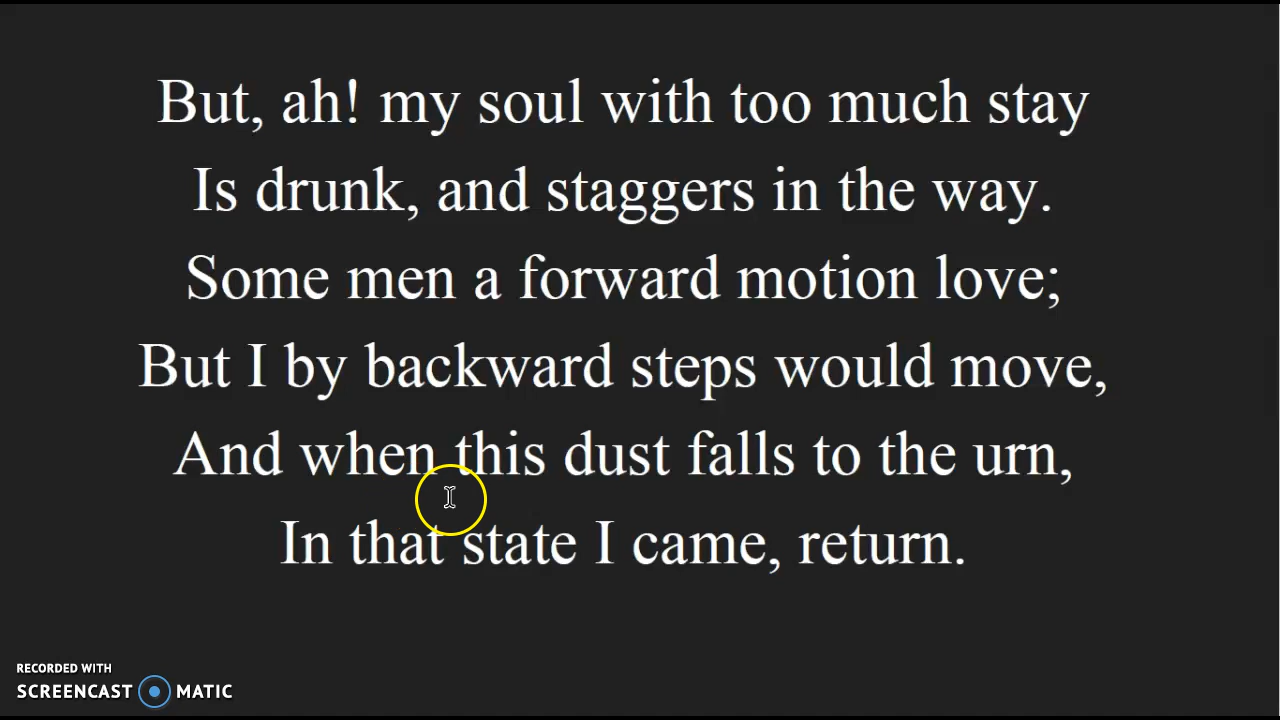 But, ah! my soul with too much stay
Is drunk, and staggers in the way.
Some men a forward motion love;
But I by backward steps would move,
And when this dust falls to the urn,
In that state I came, return.
RECORDED WITH
SCREENCAST MATIC